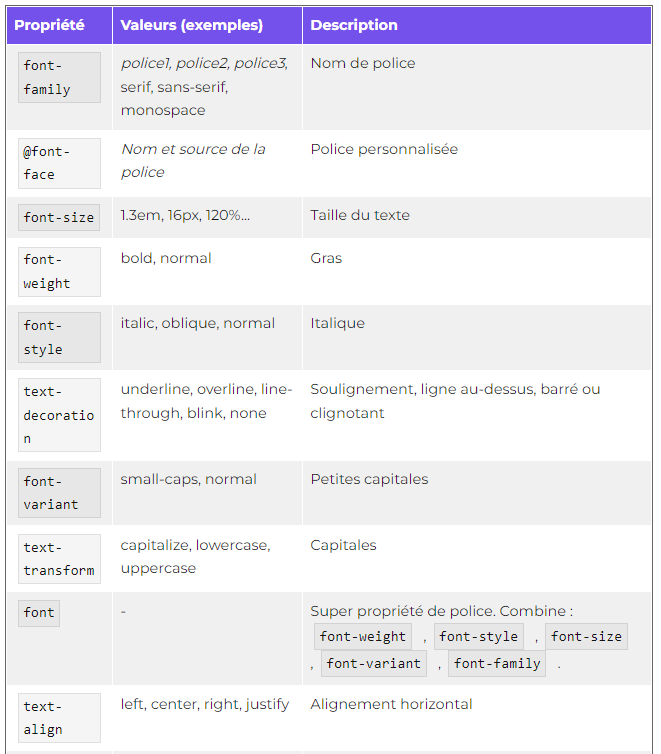 Propriété Valeurs (exemples) Description
font-
family
police1, police2, police3,
serif, sans-serif,
monospace
Nom de police
@font-
face
Nom et source de la
police
Police personnalisée
font-size 1.3em, 16px, 120%... Taille du texte
font-
weight
bold, normal
Gras
font-
style
italic, oblique, normal
Italique
text-
decoratio
n
underline, overline, line-
through, blink, none
Soulignement, ligne au-dessus, barré ou
clignotant
font-
variant
small-caps, normal
Petites capitales
text-
transform
capitalize, lowercase,
uppercase
Capitales
font - Super propriété de police. Combine :
font-weight , font-style , font-size
, font-variant , font-family .
text-
align
left, center, right, justify
Alignement horizontal